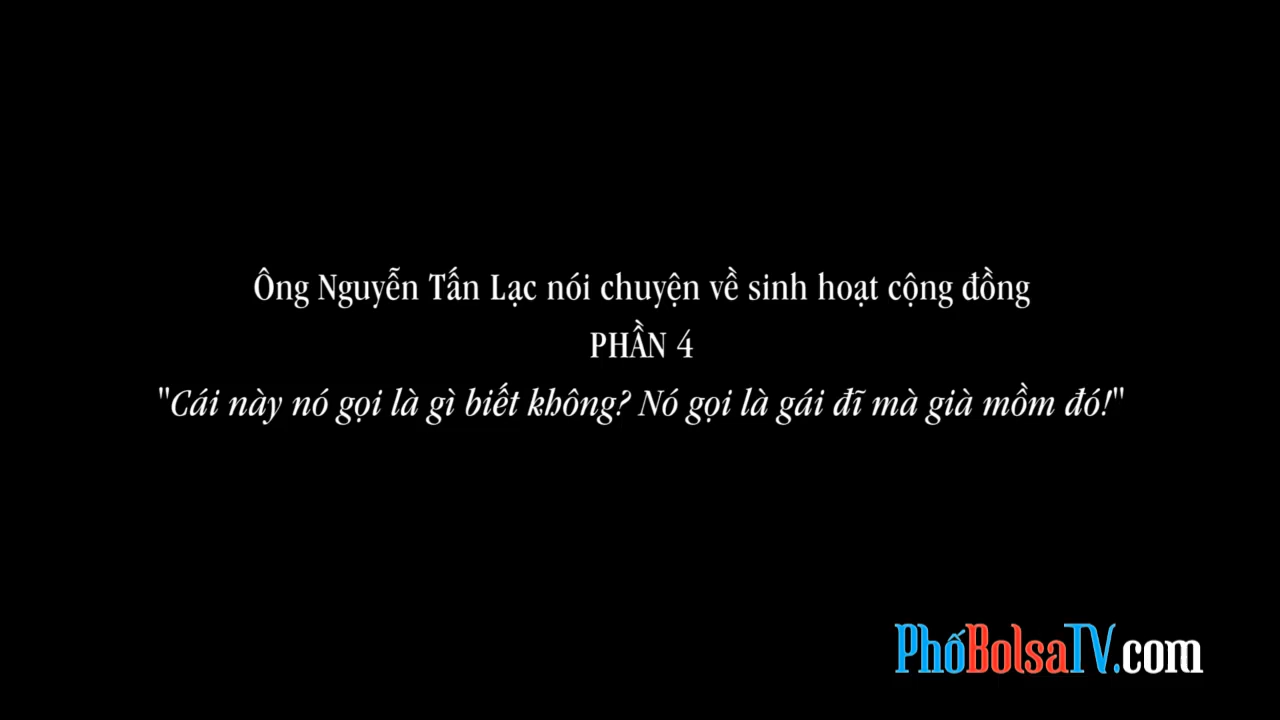 Ông Nguyễn Tấn Lạc nói chuyện về sinh hoạt cộng đồng
PHẦN 4
"Cái này nó gọi là gì biết không? Nó gọi là gái đĩ mà già mồm đó!"
PhốBolsaTV.com